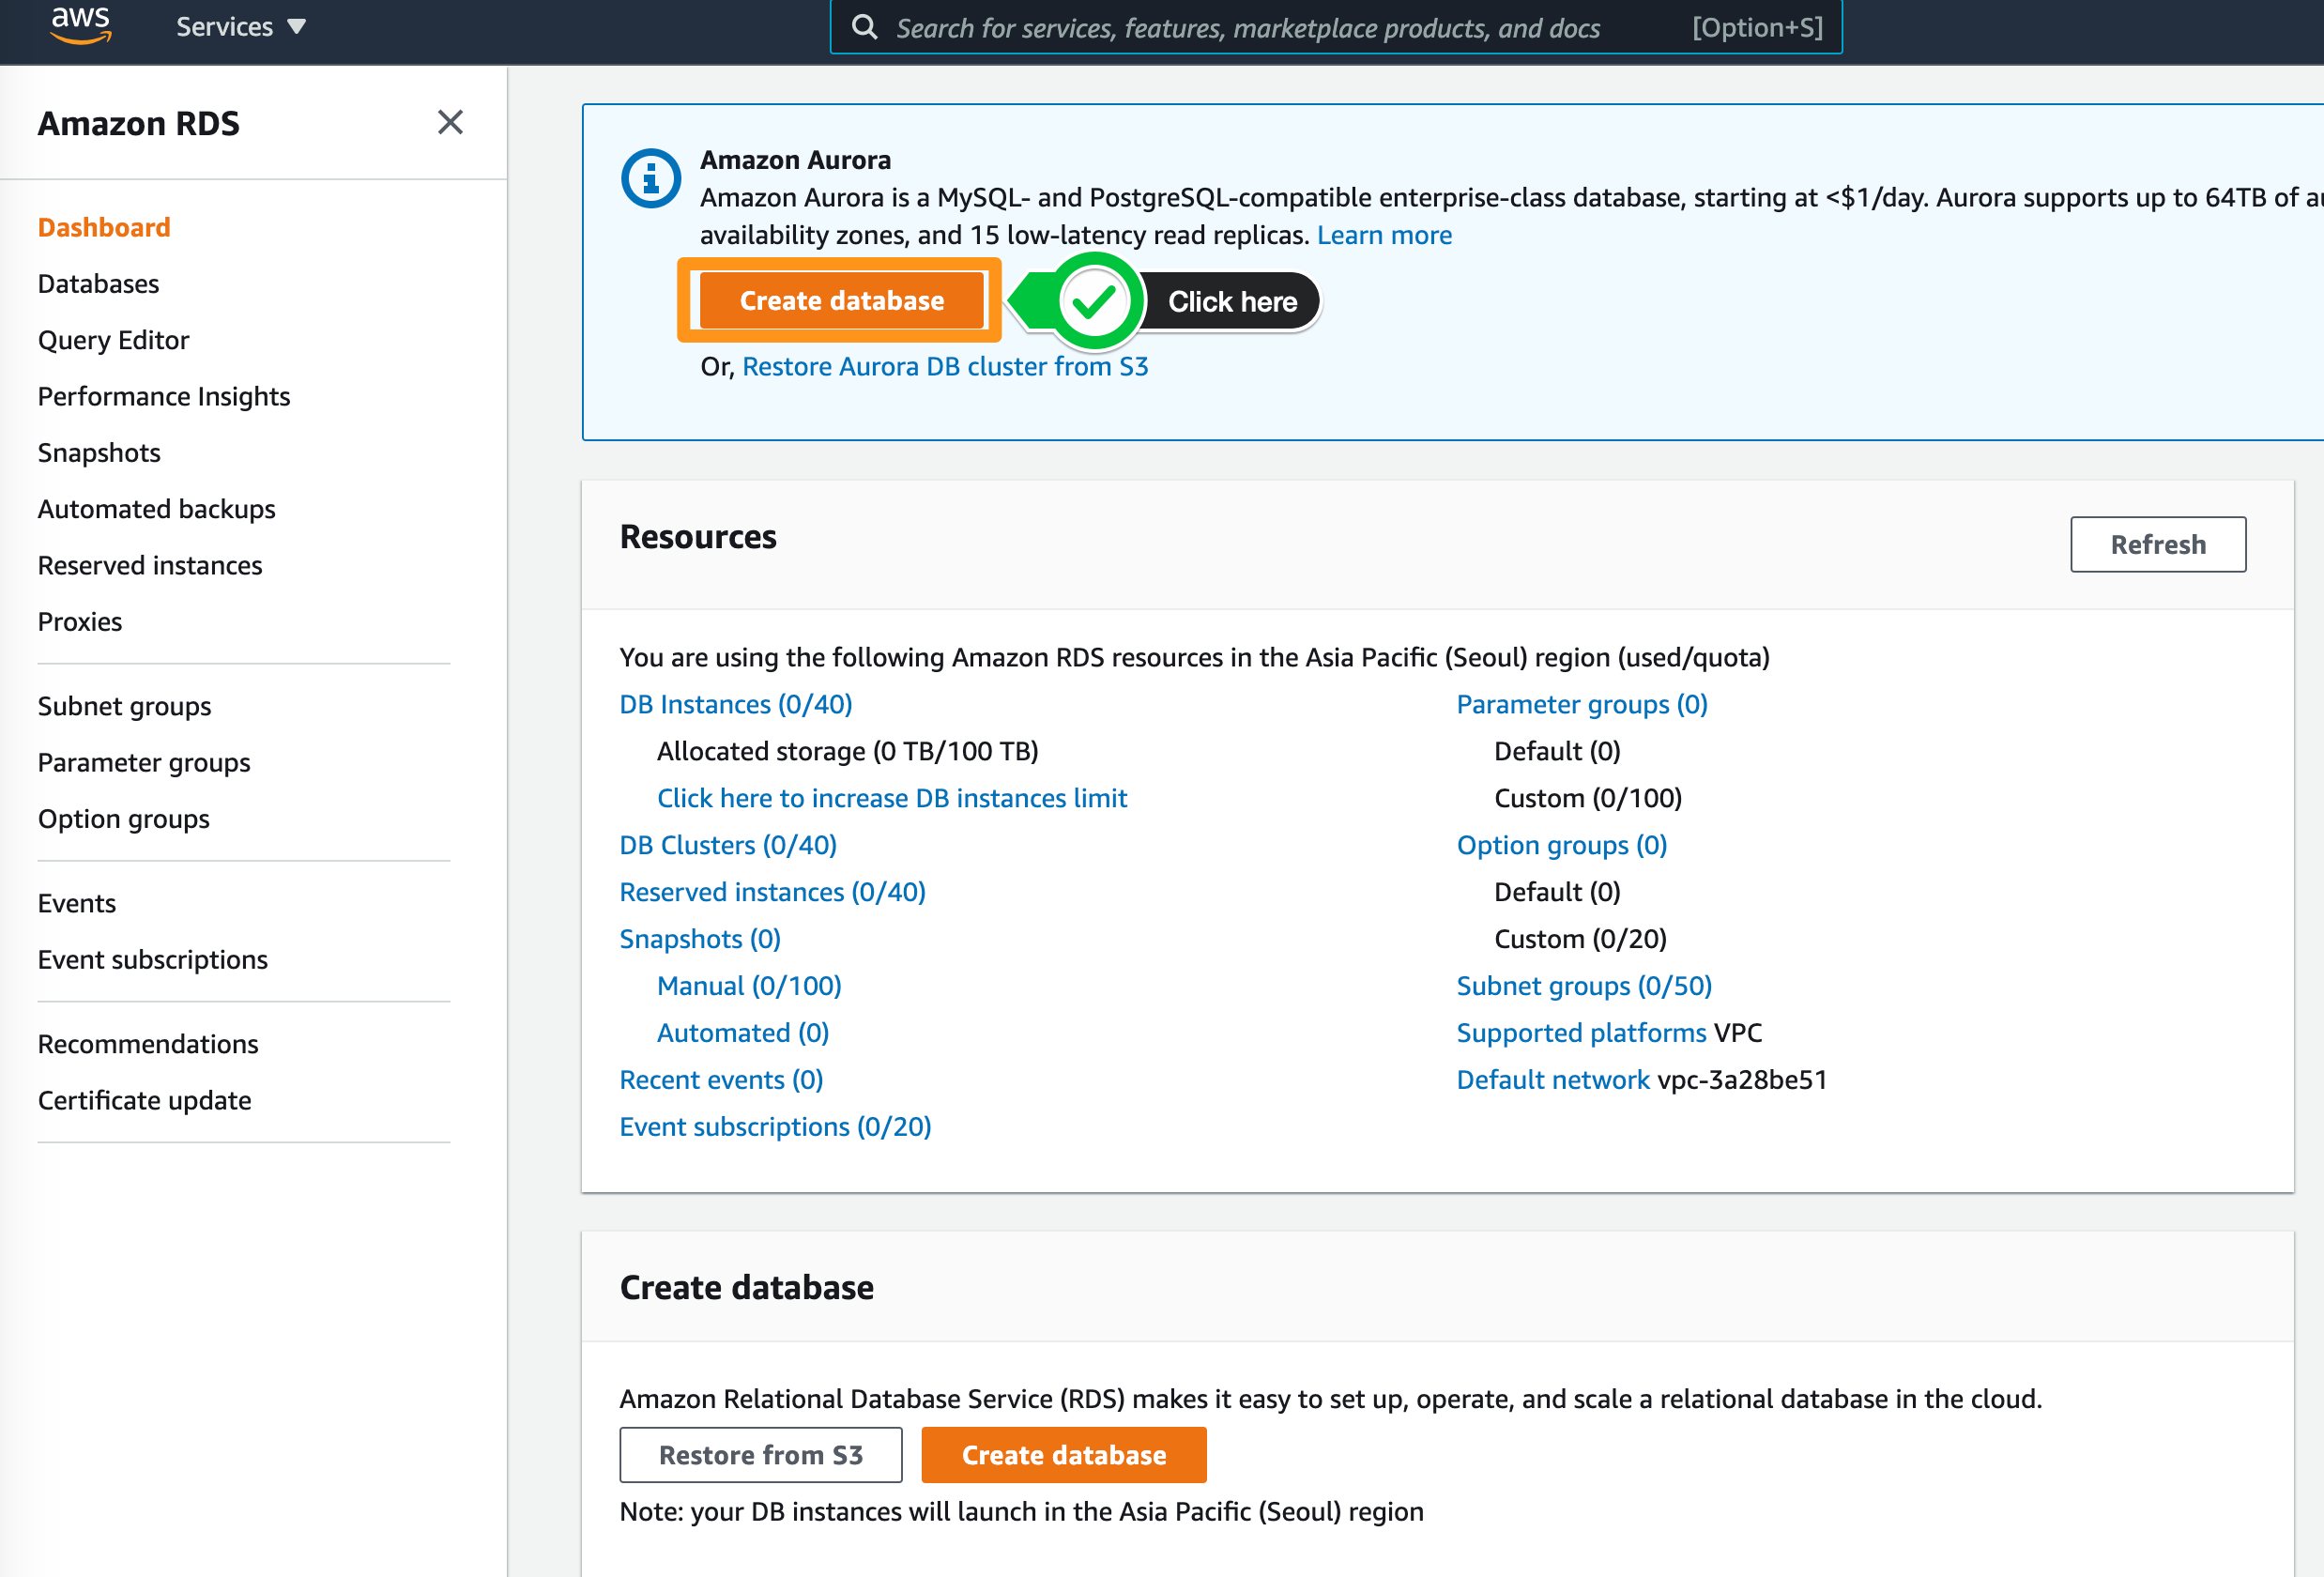 aws
Services
Search for services, features, marketplace products, and docs [Option+S]
Amazon RDS
Dashboard
Databases
Query Editor
Performance Insights
Snapshots
Automated backups
Reserved instances
Proxies
Subnet groups
Parameter groups
Option groups
Events
Event subscriptions
Recommendations
Certificate update
Amazon Aurora
Amazon Aurora is a MySQL- and PostgreSQL-compatible enterprise-class database, starting at <$1/day. Aurora supports up to 64TB of
availability zones, and 15 low-latency read replicas. Learn more
Create database
Click here
Or, Restore Aurora DB cluster from S3
Resources
Refresh
You are using the following Amazon RDS resources in the Asia Pacific (Seoul) region (used/quota)
DB Instances (0/40)
Allocated storage (0 TB/100 TB)
Click here to increase DB instances limit
DB Clusters (0/40)
Reserved instances (0/40)
Snapshots (0)
Manual (0/100)
Automated (0)
Recent events (0)
Event subscriptions (0/20)
Parameter groups (0)
Default (0)
Custom (0/100)
Option groups (0)
Default (0)
Custom (0/20)
Subnet groups (0/50)
Supported platforms VPC
Default network vpc-3a28be51
Create database
Amazon Relational Database Service (RDS) makes it easy to set up, operate, and scale a relational database in the cloud.
Restore from S3
Create database
Note: your DB instances will launch in the Asia Pacific (Seoul) region